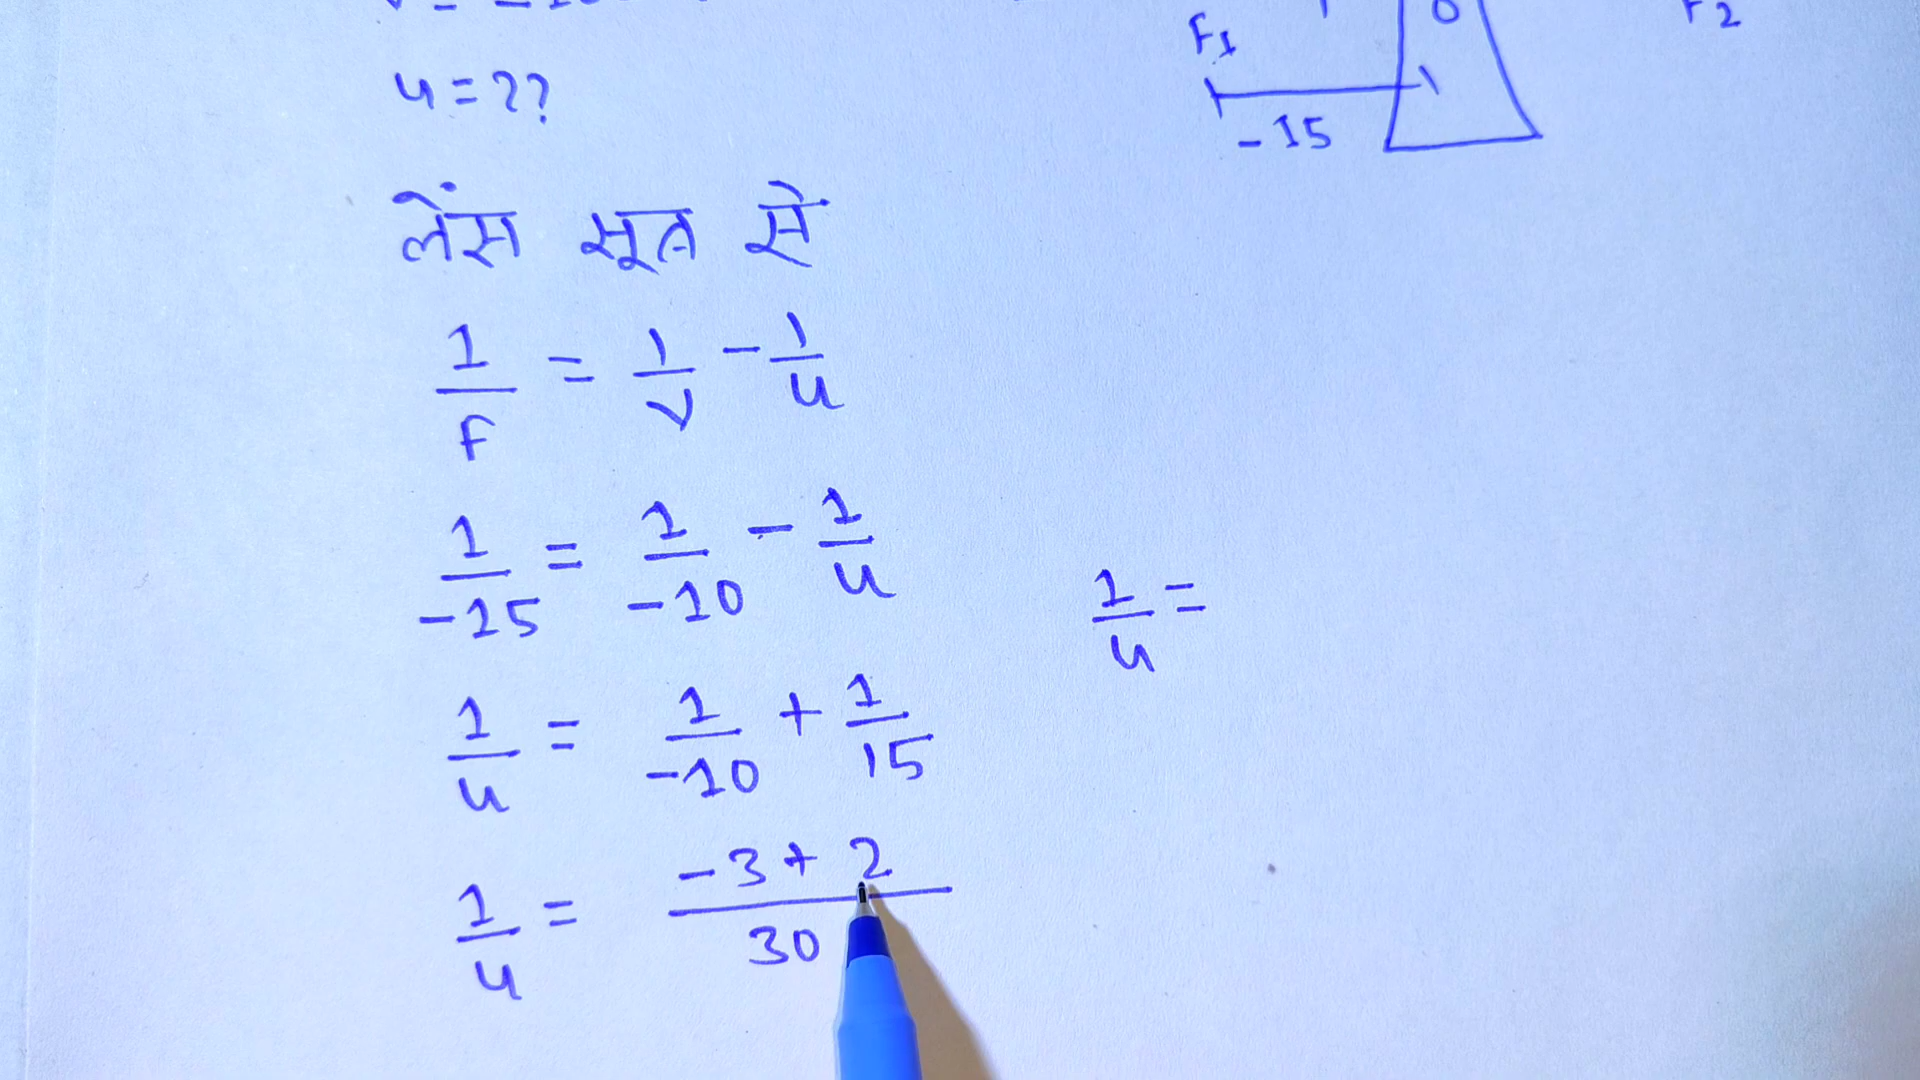 u = ??
लेंस सूत्र से
1/F = 1/v - 1/u
1/-15 = 1/-10 - 1/u
1/u = 1/-10 + 1/15
1/u = -3 + 2/30
F1
O
F2
-15
1/u =